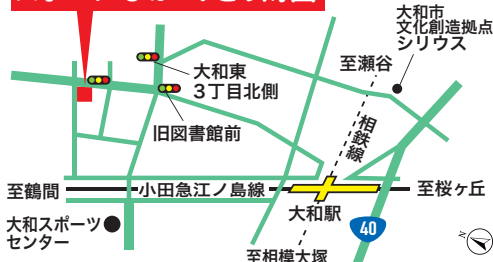 大和市
文化創造拠点
シリウス
至瀬谷
大和東
3丁目北側
相鉄線
旧図書館前
至鶴間
小田急江ノ島線
至桜ヶ丘
大和駅
大和スポーツ
センター
40
至相模大塚
N